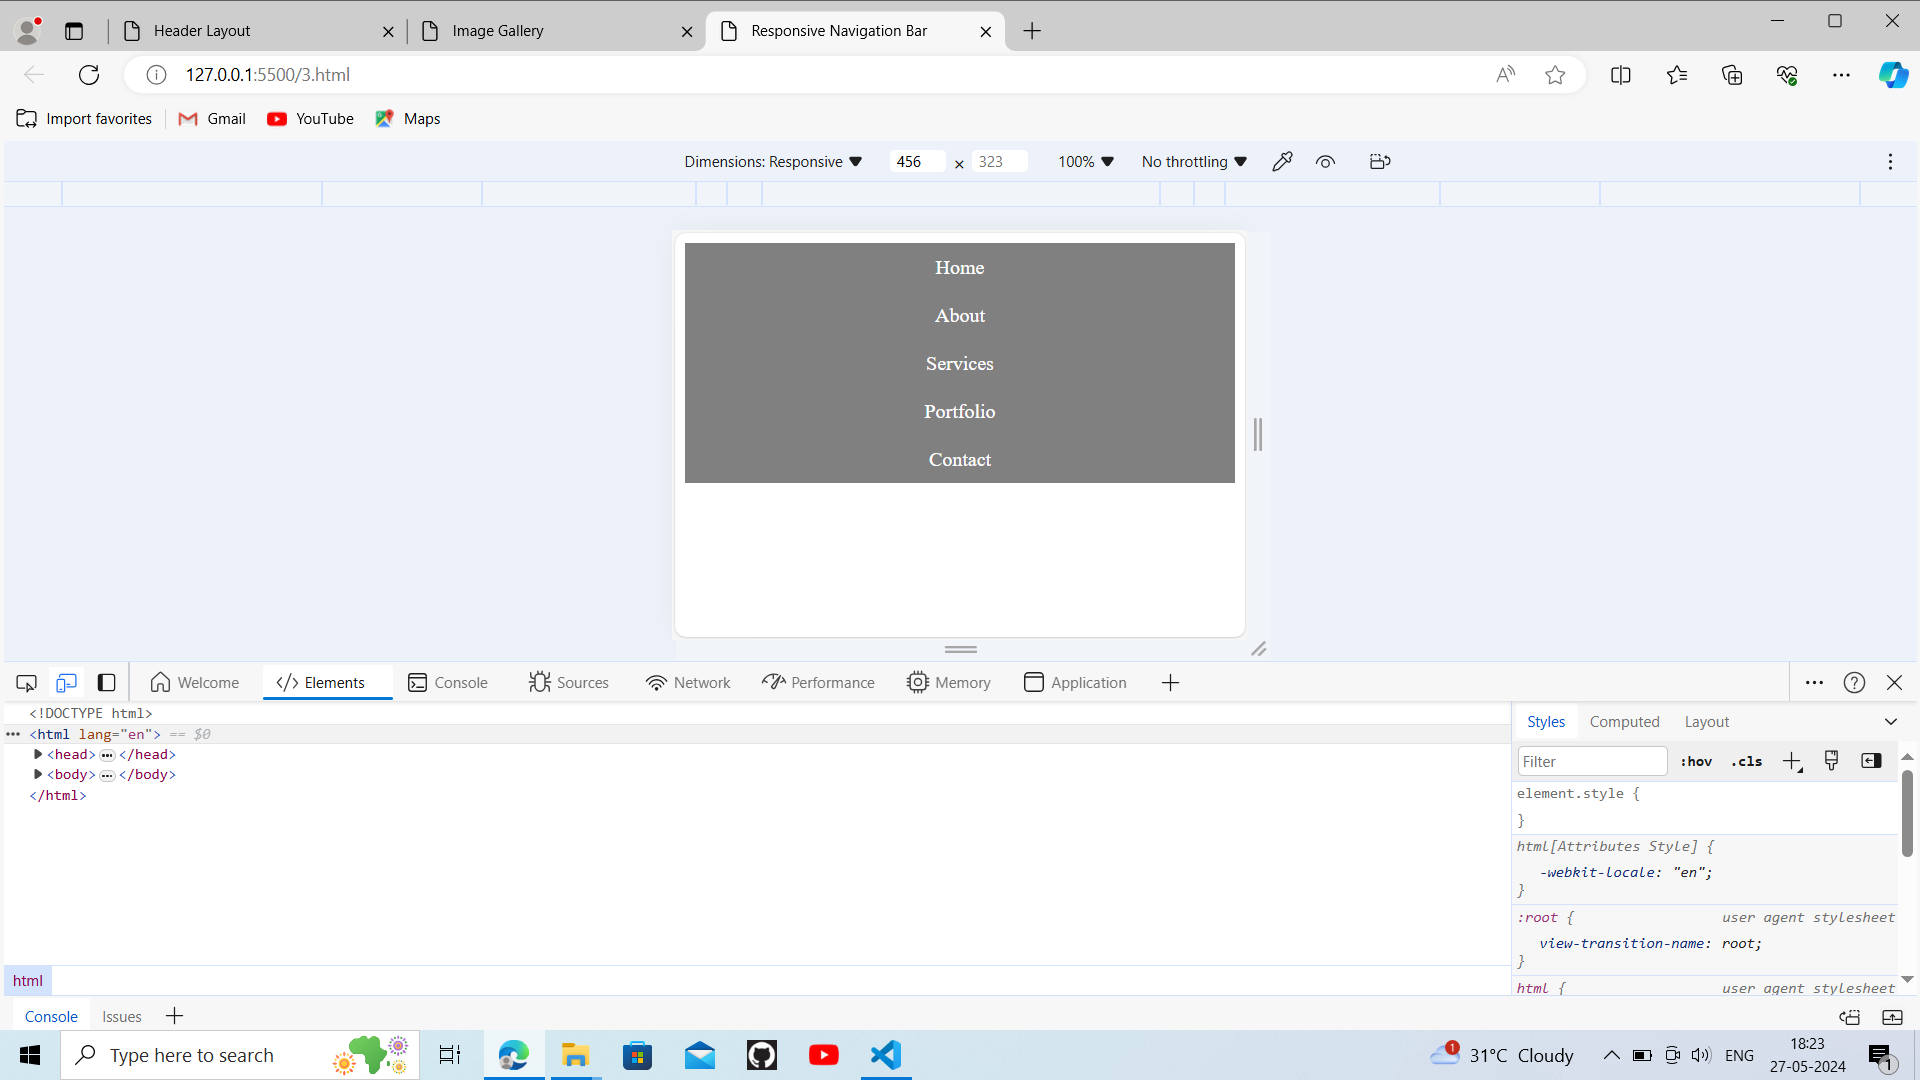 Header Layout
Image Gallery
Responsive Navigation Bar
127.0.0.1:5500/3.html
Import favorites
Gmail
YouTube
Maps
Dimensions: Responsive
456 × 323
100%
No throttling
Home
About
Services
Portfolio
Contact
Welcome
Elements
Console
Sources
Network
Performance
Memory
Application
<!DOCTYPE html>
<html lang="en"> == $0
<head> ... </head>
<body> ... </body>
</html>
html
Styles
Computed
Layout
Filter
:hov
.cls
element.style {
}
html[Attributes Style] {
-webkit-locale: "en";
}
:root { user agent stylesheet
view-transition-name: root;
}
html { user agent stylesheet
Console
Issues
Type here to search
1
31°C Cloudy
ENG
18:23
27-05-2024
1